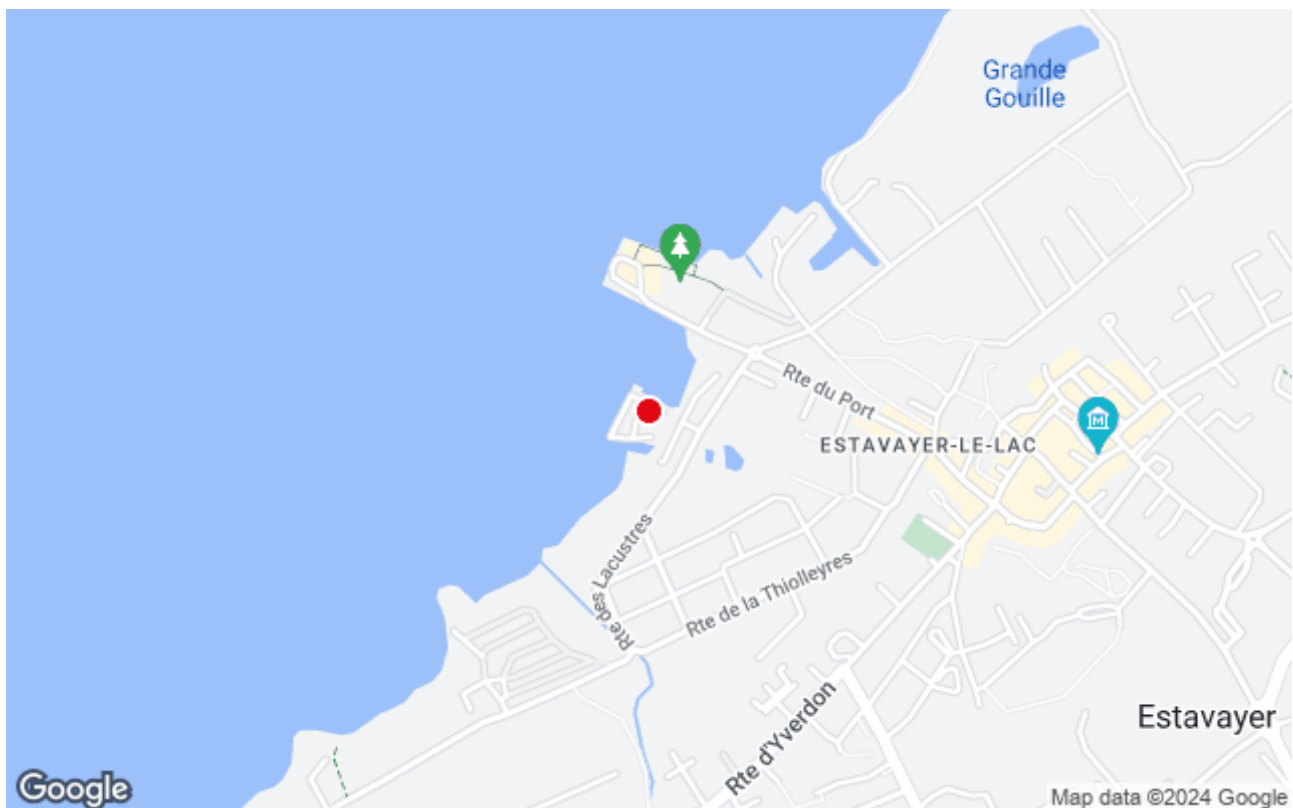 Grande
Gouille
Rte du Port
ESTAVAYER-LE-LAC
Rte des Lacustres
Rte de la Thiolleyres
Rte d'Yverdon
Estavayer
Google
Map data ©2024 Google